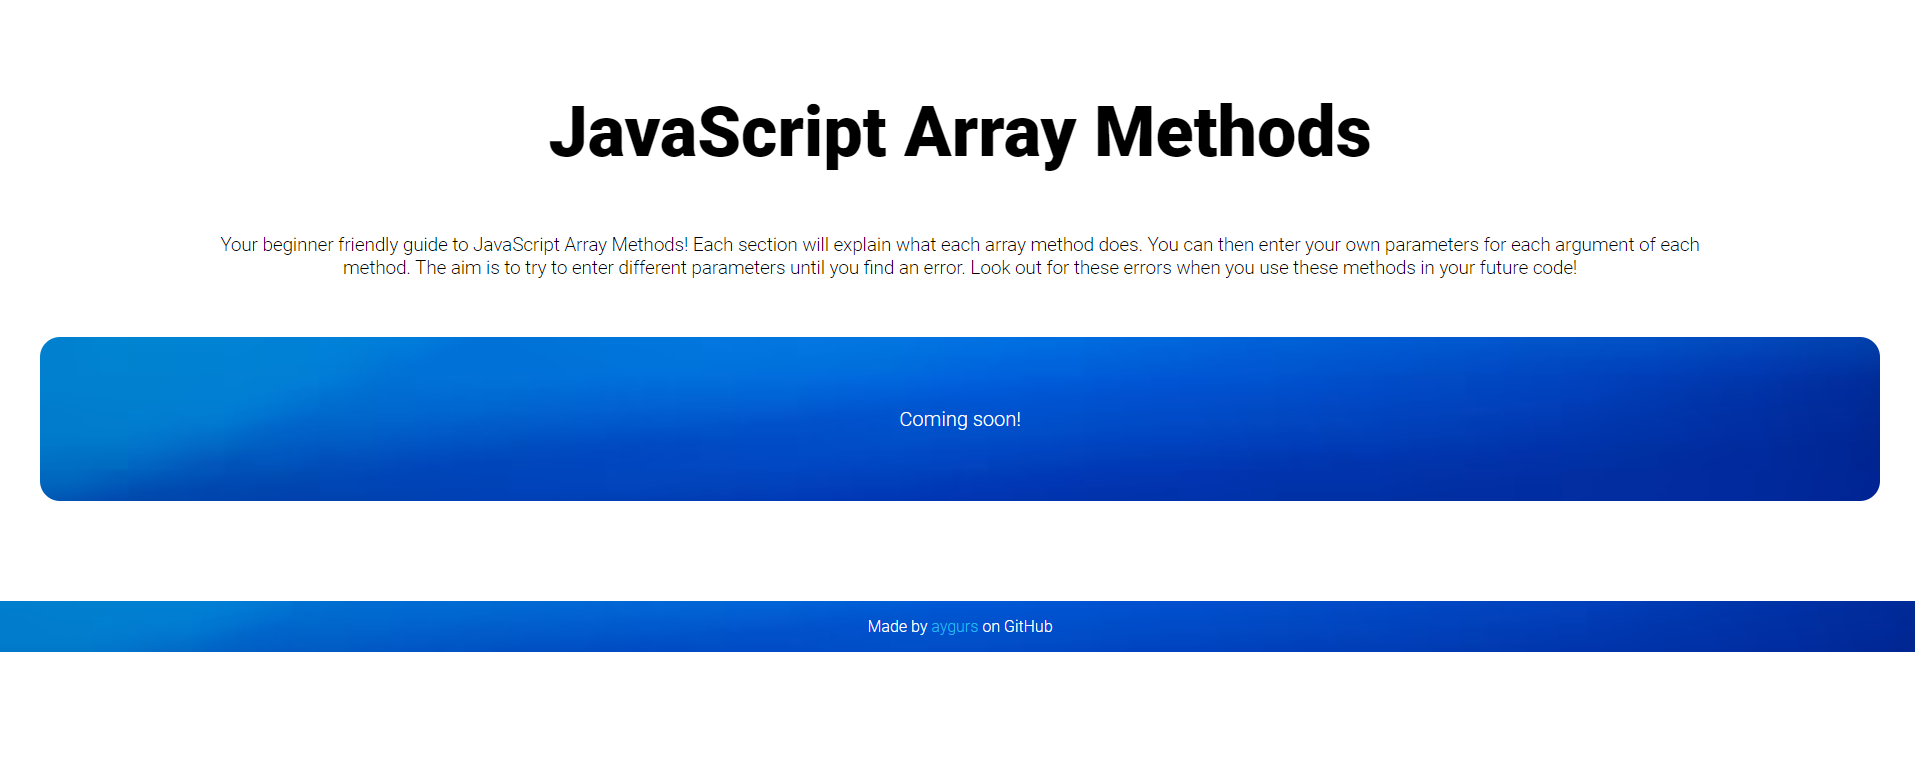 JavaScript Array Methods
Your beginner friendly guide to JavaScript Array Methods! Each section will explain what each array method does. You can then enter your own parameters for each argument of each
method. The aim is to try to enter different parameters until you find an error. Look out for these errors when you use these methods in your future code!
Coming soon!
Made by aygurs on GitHub